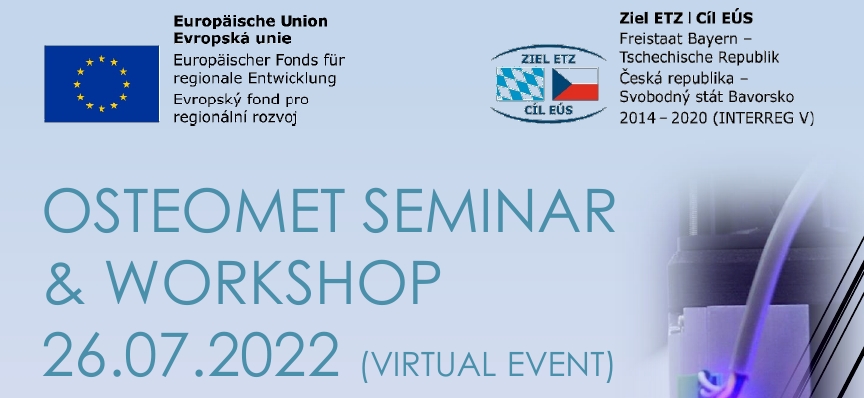 Europäische Union
Evropská unie
Europäischer Fonds für
regionale Entwicklung
Evropský fond pro
regionální rozvoj
ZIEL ETZ
CÍL EÚS
Ziel ETZ | Cíl EÚS
Freistaat Bayern –
Tschechische Republik
Česká republika –
Svobodný stát Bavorsko
2014 – 2020 (INTERREG V)
OSTEOMET SEMINAR
& WORKSHOP
26.07.2022 (VIRTUAL EVENT)